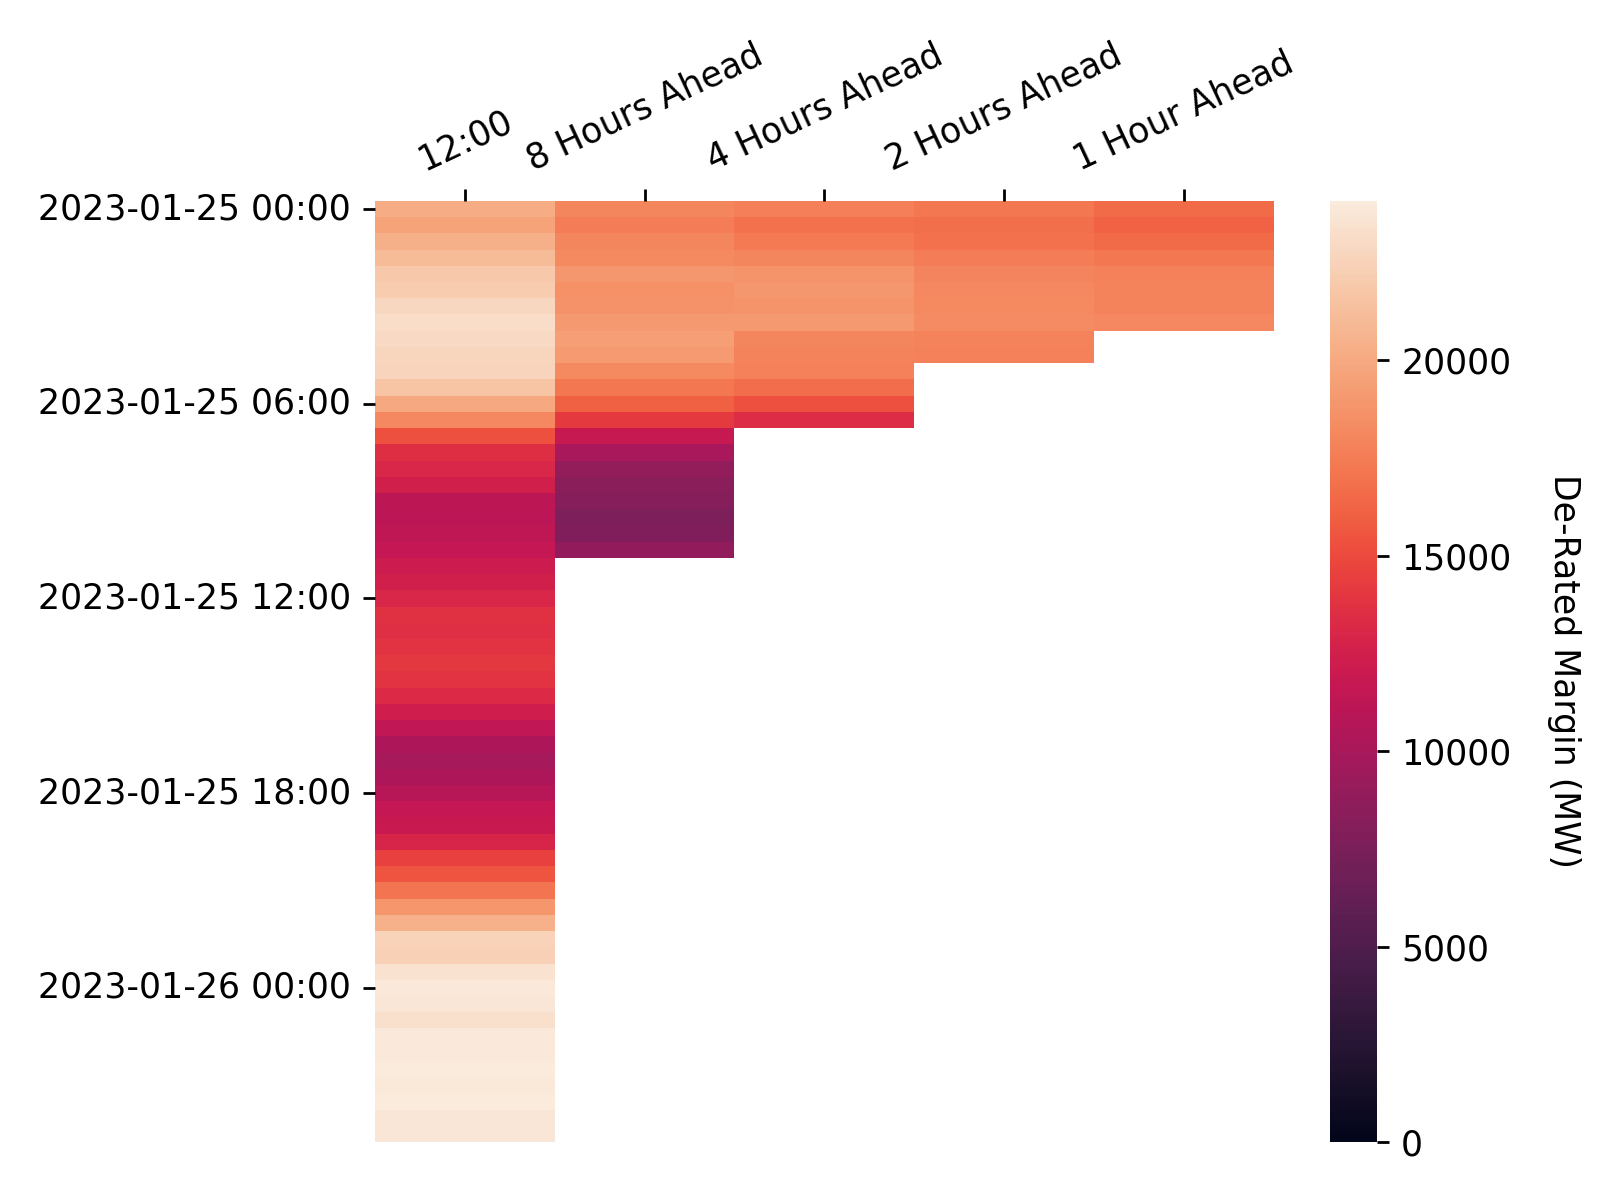 12:00
8 Hours Ahead
4 Hours Ahead
2 Hours Ahead
1 Hour Ahead
2023-01-25 00:00
2023-01-25 06:00
2023-01-25 12:00
2023-01-25 18:00
2023-01-26 00:00
20000
15000
10000
5000
0
De-Rated Margin (MW)